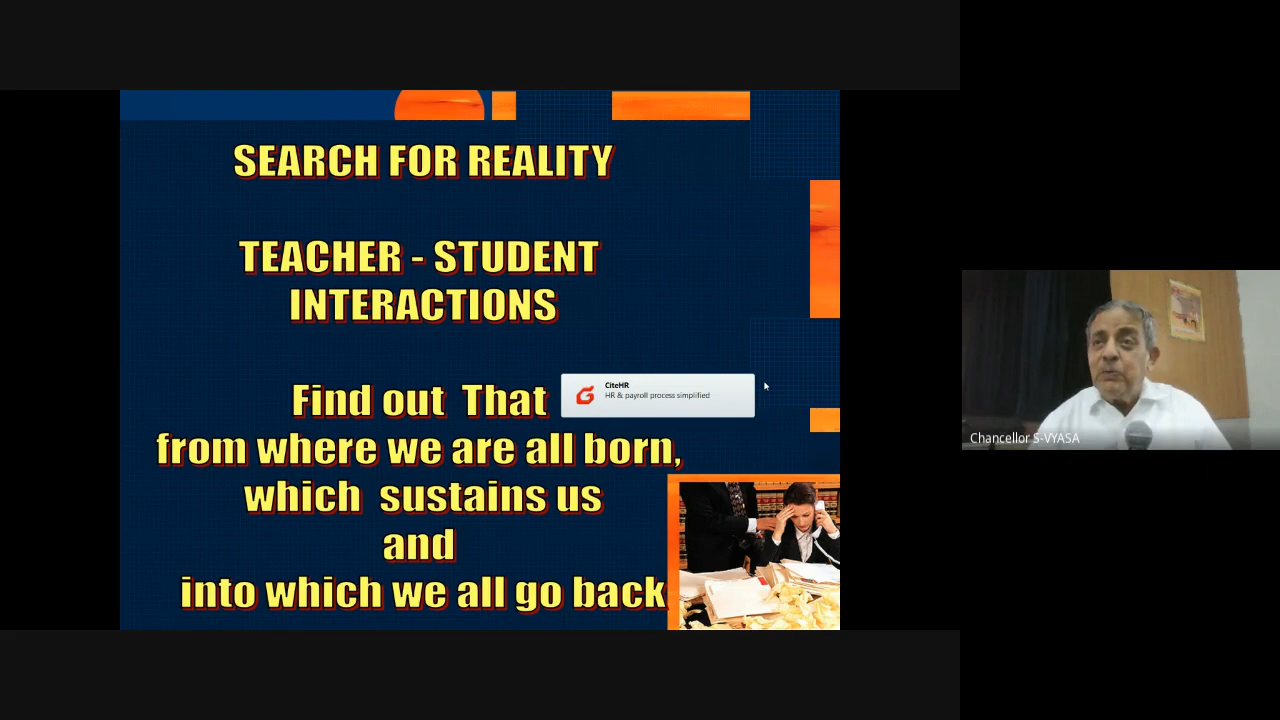 SEARCH FOR REALITY
TEACHER - STUDENT
INTERACTIONS
Find out That
from where we are all born,
which sustains us
and
into which we all go back
CiteHR
HR & payroll process simplified
Chancellor S-VYASA